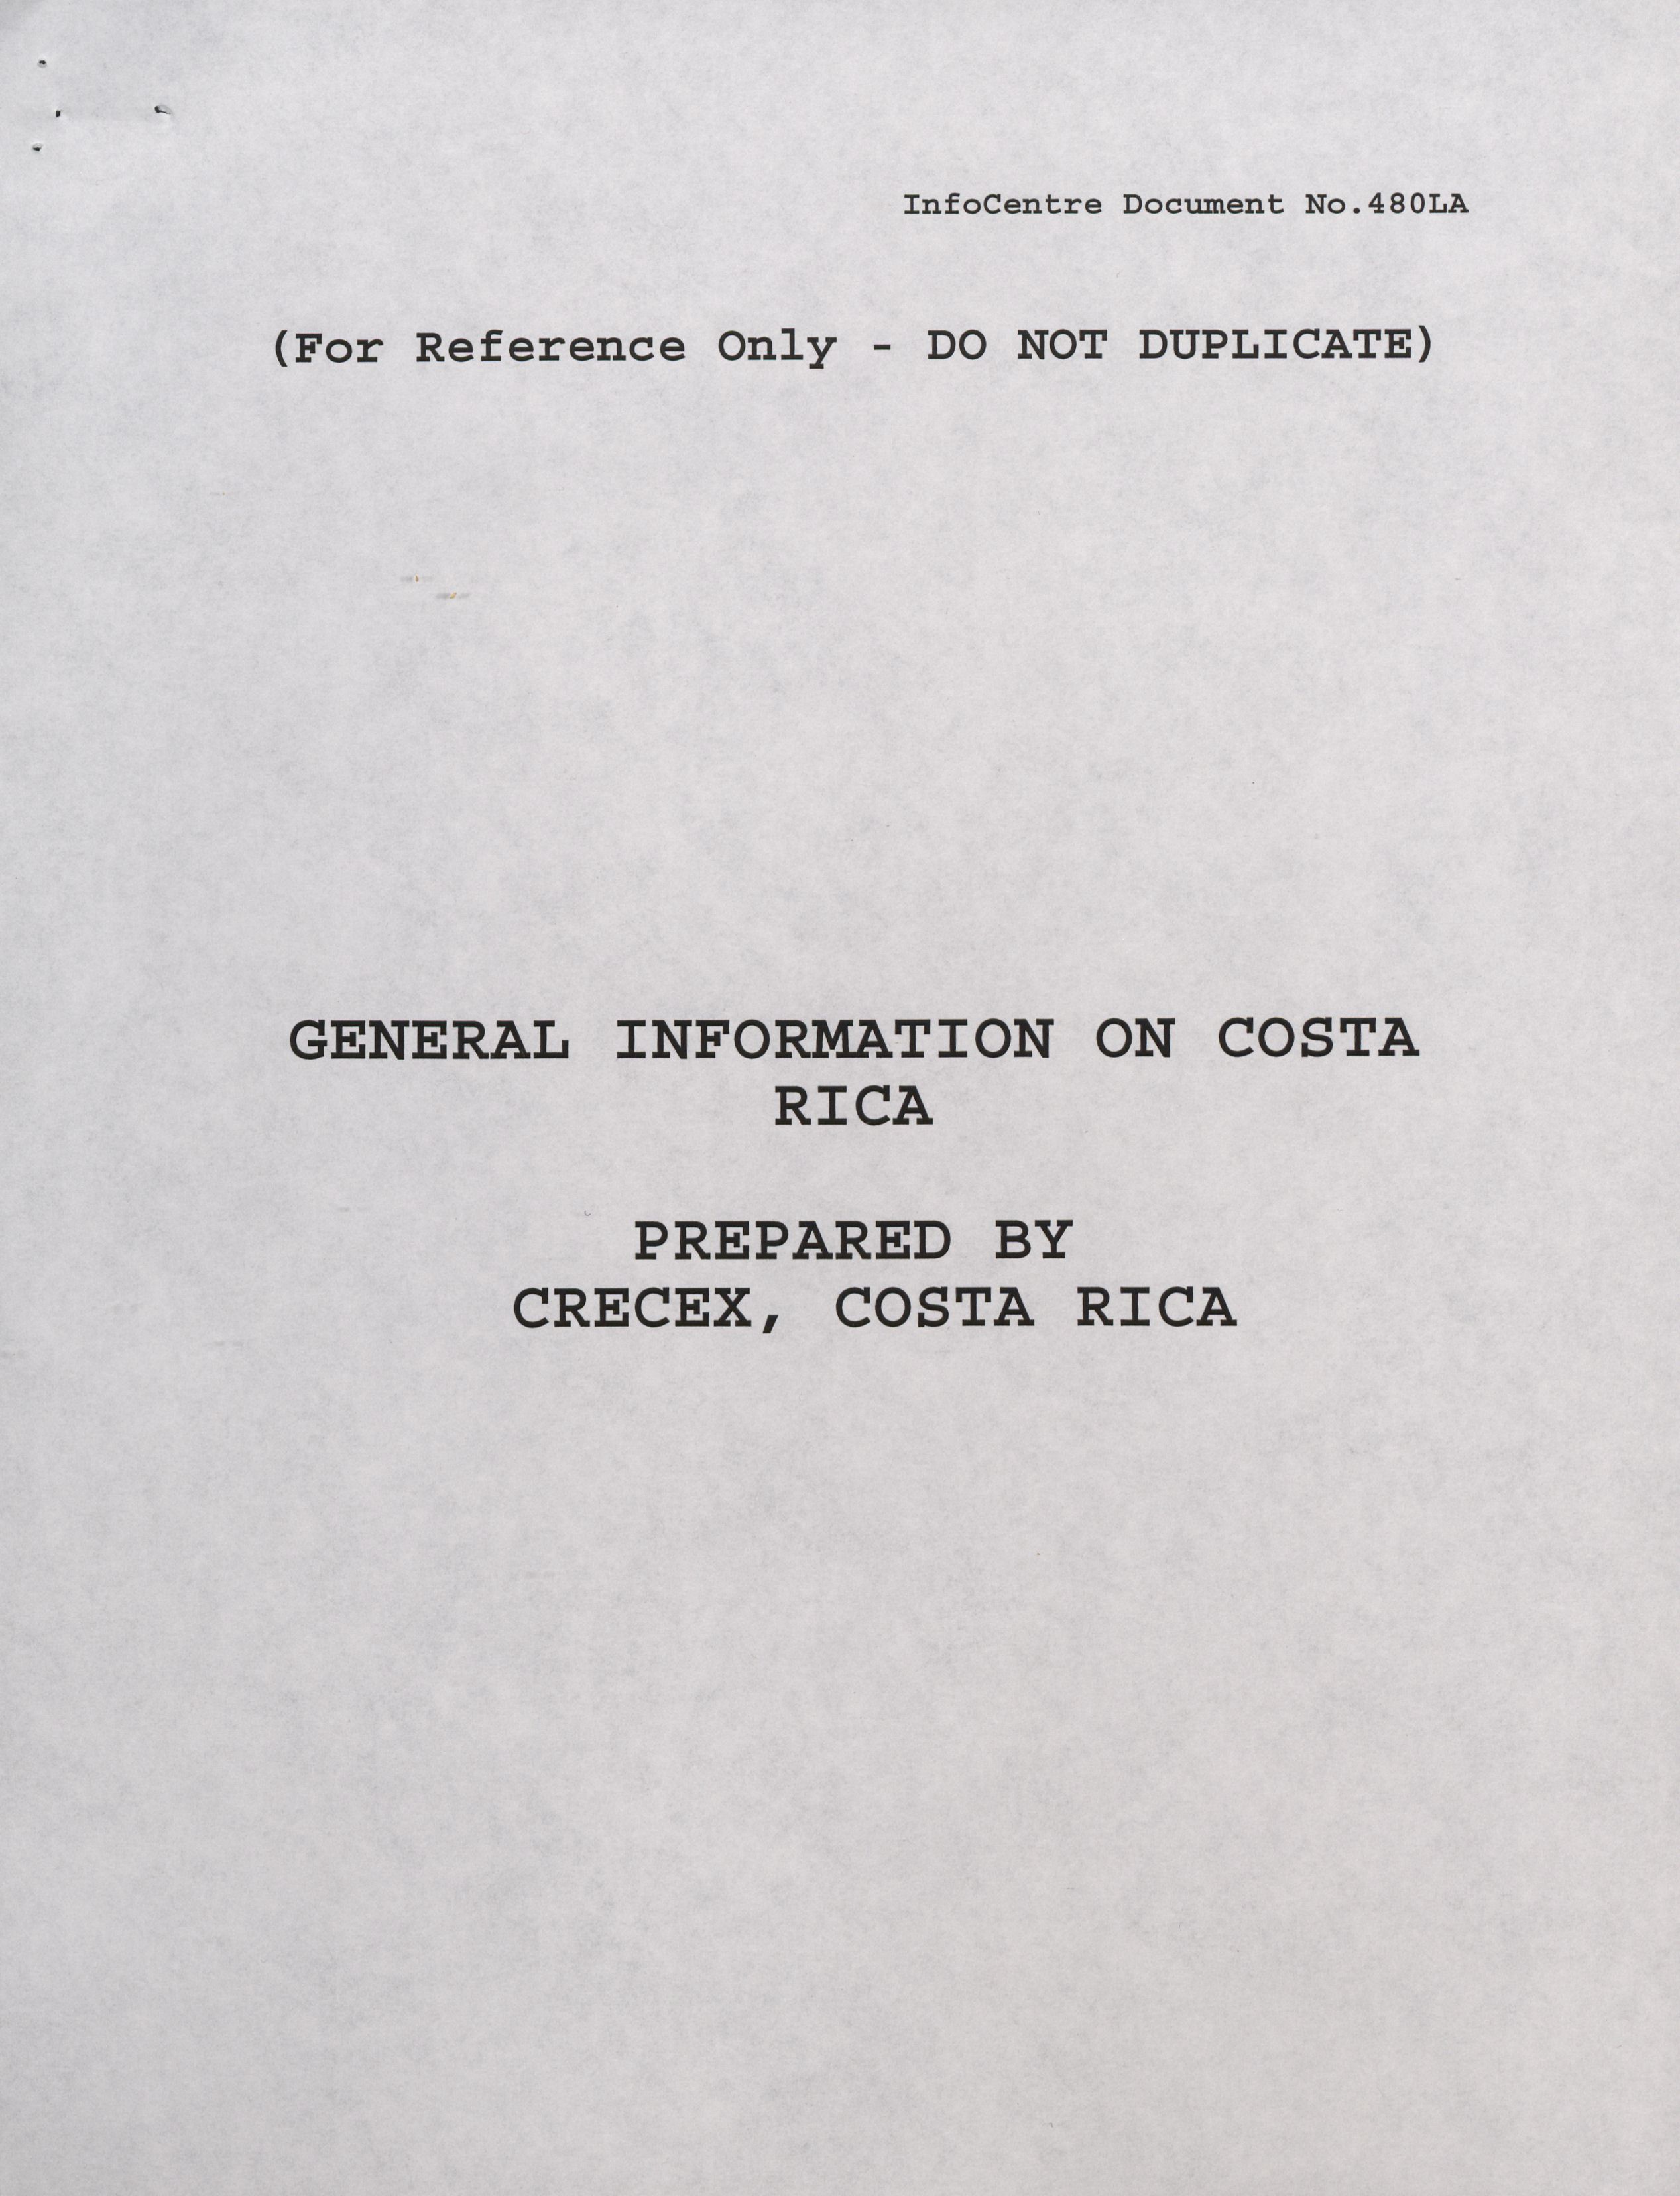 InfoCentre Document No.480LA
(For Reference Only - DO NOT DUPLICATE)
GENERAL INFORMATION ON COSTA
RICA
PREPARED BY
CRECEX, COSTA RICA